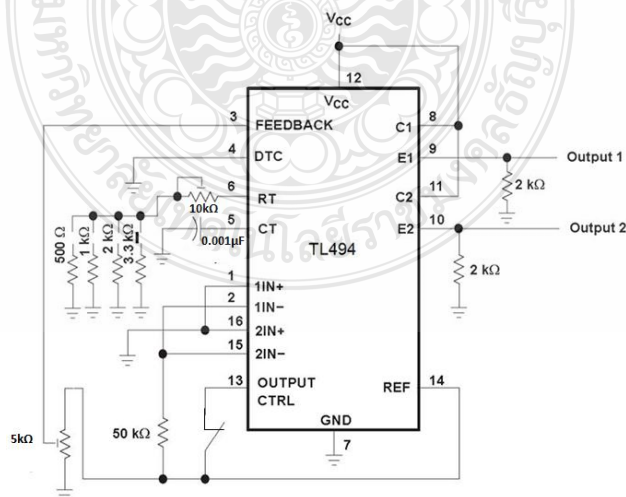 VCC
12
VCC
3
FEEDBACK
C1
8
4
DTC
E1
9
Output 1
2 kΩ
6
RT
10kΩ
C2
11
5
CT
0.001µF
E2
10
Output 2
500 Ω
1 kΩ
2 kΩ
3.3 kΩ
TL494
2 kΩ
1
1IN+
2
1IN−
16
2IN+
15
2IN−
13
OUTPUT
CTRL
REF
14
5kΩ
50 kΩ
GND
7